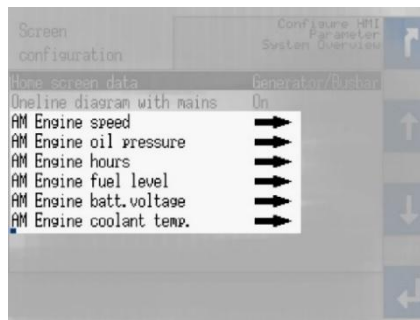 Screen
configuration
Configure HMI
Parameter
System Overview
Home screen data Generator/Busbar
Oneline diagram with mains On
AM Engine speed
AM Engine oil pressure
AM Engine hours
AM Engine fuel level
AM Engine batt.voltage
AM Engine coolant temp.